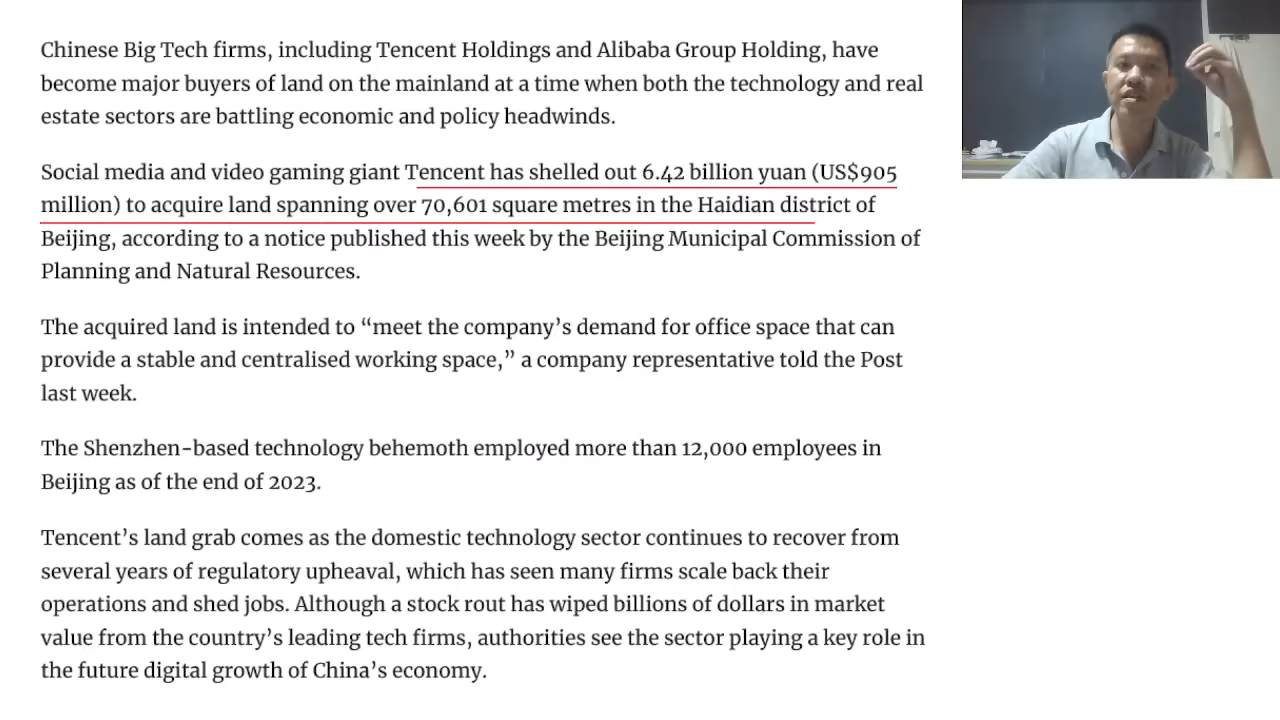 Chinese Big Tech firms, including Tencent Holdings and Alibaba Group Holding, have
become major buyers of land on the mainland at a time when both the technology and real
estate sectors are battling economic and policy headwinds.
Social media and video gaming giant Tencent has shelled out 6.42 billion yuan (US$905
million) to acquire land spanning over 70,601 square metres in the Haidian district of
Beijing, according to a notice published this week by the Beijing Municipal Commission of
Planning and Natural Resources.
The acquired land is intended to “meet the company’s demand for office space that can
provide a stable and centralised working space,” a company representative told the Post
last week.
The Shenzhen-based technology behemoth employed more than 12,000 employees in
Beijing as of the end of 2023.
Tencent’s land grab comes as the domestic technology sector continues to recover from
several years of regulatory upheaval, which has seen many firms scale back their
operations and shed jobs. Although a stock rout has wiped billions of dollars in market
value from the country’s leading tech firms, authorities see the sector playing a key role in
the future digital growth of China’s economy.